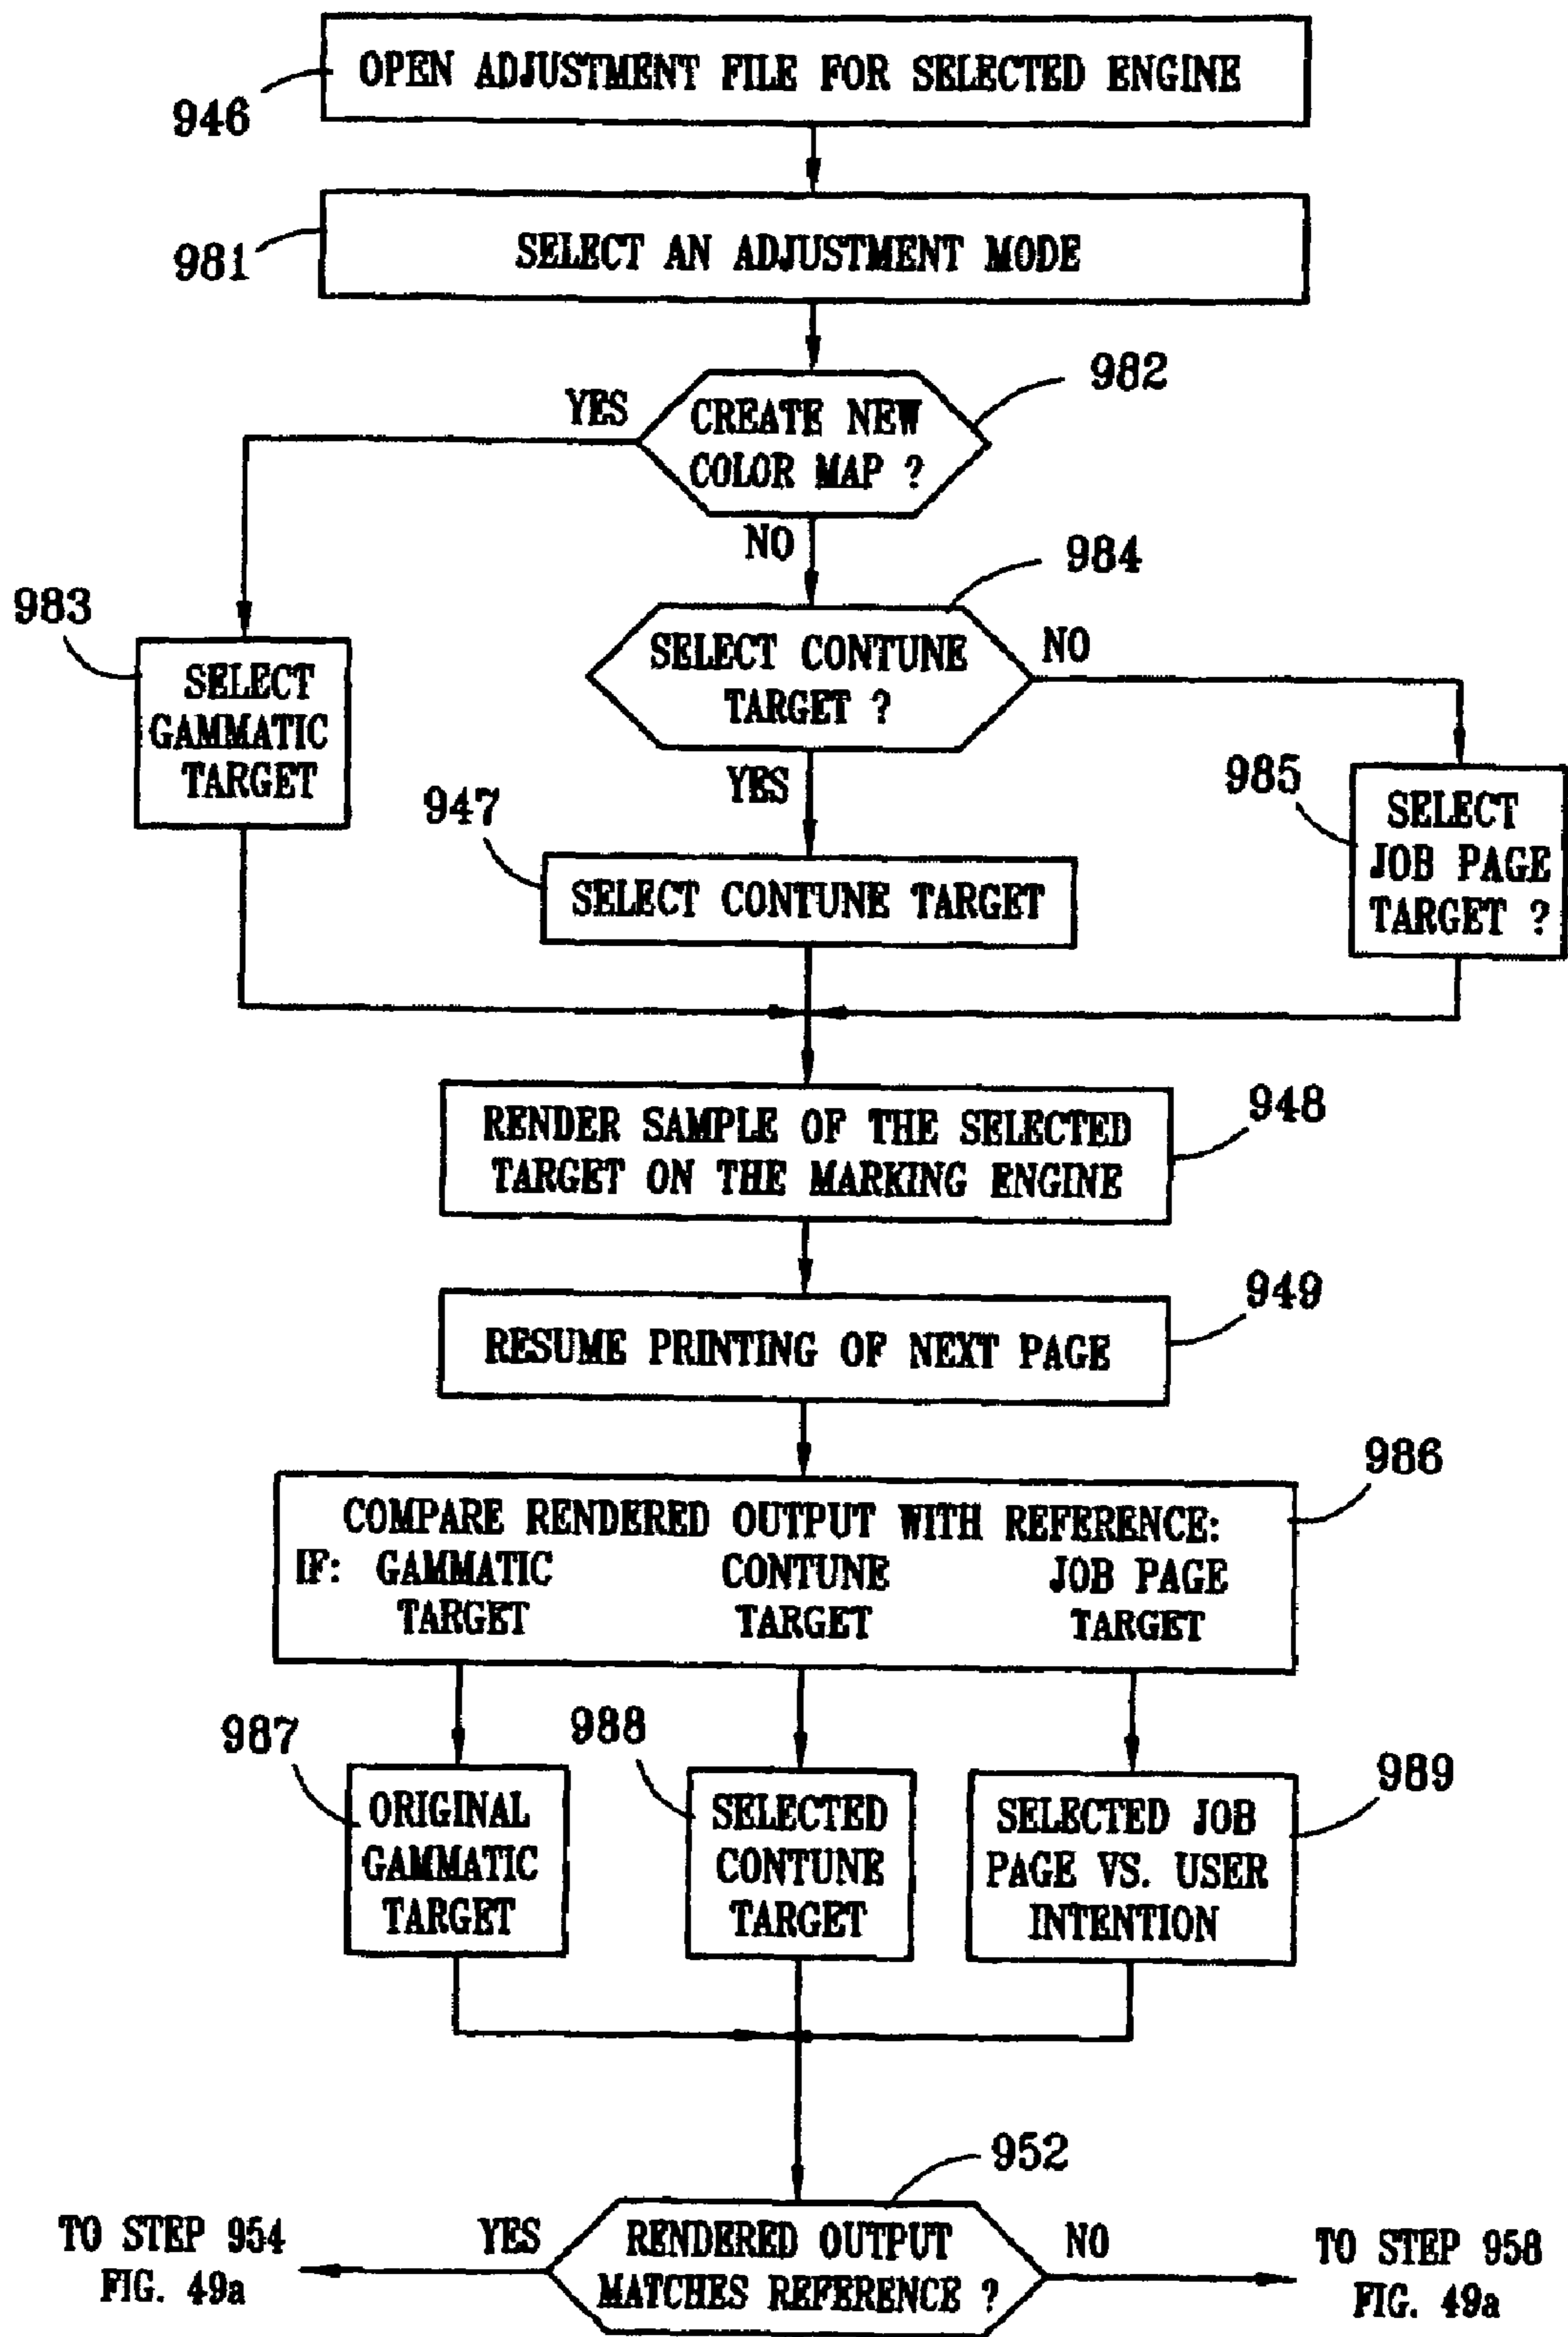 OPEN ADJUSTMENT FILE FOR SELECTED ENGINE
946
SELECT AN ADJUSTMENT MODE
981
982
YES
CREATE NEW
COLOR MAP ?
NO
984
983
SELECT CONTUNE
TARGET ?
NO
SELECT
GAMMATIC
TARGET
YES
985
SELECT
JOB PAGE
TARGET ?
947
SELECT CONTUNE TARGET
948
RENDER SAMPLE OF THE SELECTED
TARGET ON THE MARKING ENGINE
949
RESUME PRINTING OF NEXT PAGE
986
COMPARE RENDERED OUTPUT WITH REFERENCE:
IF: GAMMATIC CONTUNE JOB PAGE
TARGET TARGET TARGET
987
988
989
ORIGINAL
GAMMATIC
TARGET
SELECTED
CONTUNE
TARGET
SELECTED JOB
PAGE VS. USER
INTENTION
952
TO STEP 954
FIG. 49a
YES
RENDERED OUTPUT
MATCHES REFERENCE ?
NO
TO STEP 958
FIG. 49a